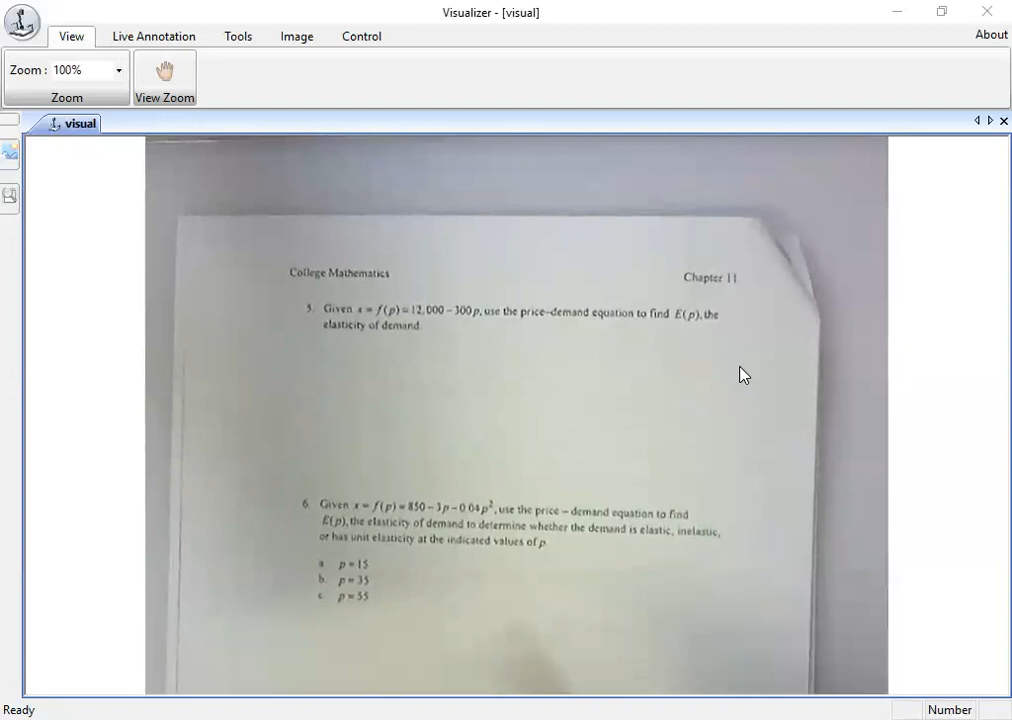 Visualizer - [visual]
View Live Annotation Tools Image Control About
Zoom : 100%
Zoom View Zoom
visual
College Mathematics Chapter 11
5. Given x = f(p) = 12,000 - 300p, use the price-demand equation to find E(p), the
elasticity of demand.
6. Given x = f(p) = 850 - 3p - 0.04p², use the price - demand equation to find
E(p), the elasticity of demand to determine whether the demand is elastic, inelastic,
or has unit elasticity at the indicated values of p
a. p = 15
b. p = 35
c. p = 55
Ready Number